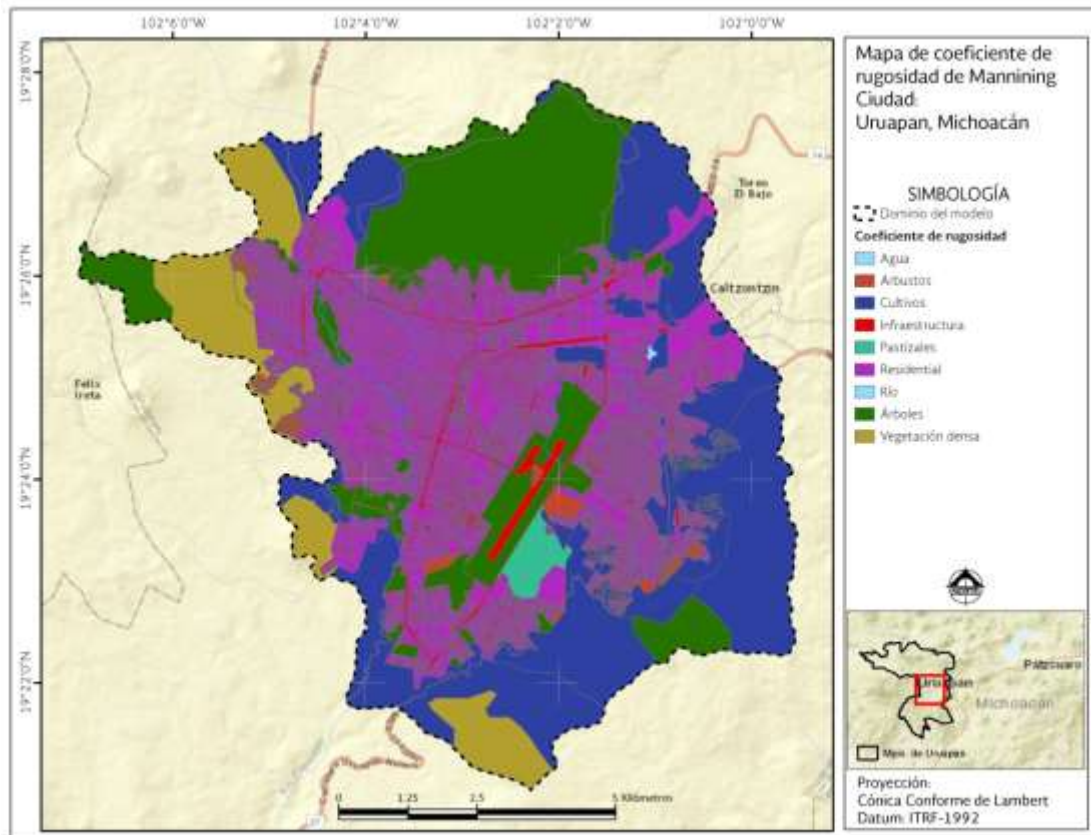 102°6'0"W
102°4'0"W
102°2'0"W
102°0'0"W
19°28'0"N
19°26'0"N
19°24'0"N
19°22'0"N
Toreo
El Bajo
Caltzontzin
Felix
Ireta
0 1.25 2.5 5 Kilómetros
Mapa de coeficiente de
rugosidad de Mannining
Ciudad:
Uruapan, Michoacán
SIMBOLOGÍA
Dominio del modelo
Coeficiente de rugosidad
Agua
Arbustos
Cultivos
Infraestructura
Pastizales
Residential
Río
Árboles
Vegetación densa
Uruapan
Pátzcuaro
Michoacán
Mpio. de Uruapan
Proyección:
Cónica Conforme de Lambert
Datum: ITRF-1992